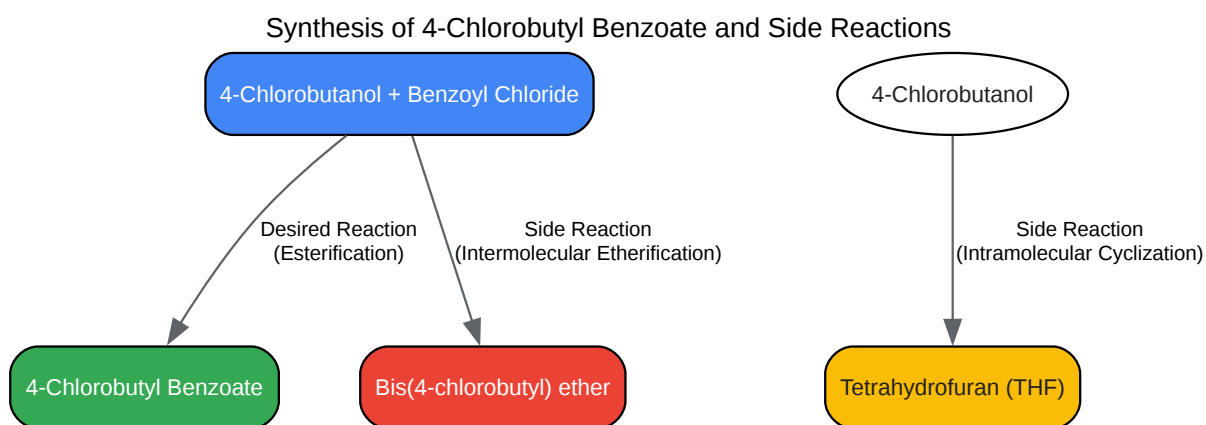 Synthesis of 4-Chlorobutyl Benzoate and Side Reactions
4-Chlorobutanol + Benzoyl Chloride
4-Chlorobutanol
Desired Reaction
(Esterification)
Side Reaction
(Intermolecular Etherification)
Side Reaction
(Intramolecular Cyclization)
4-Chlorobutyl Benzoate
Bis(4-chlorobutyl) ether
Tetrahydrofuran (THF)